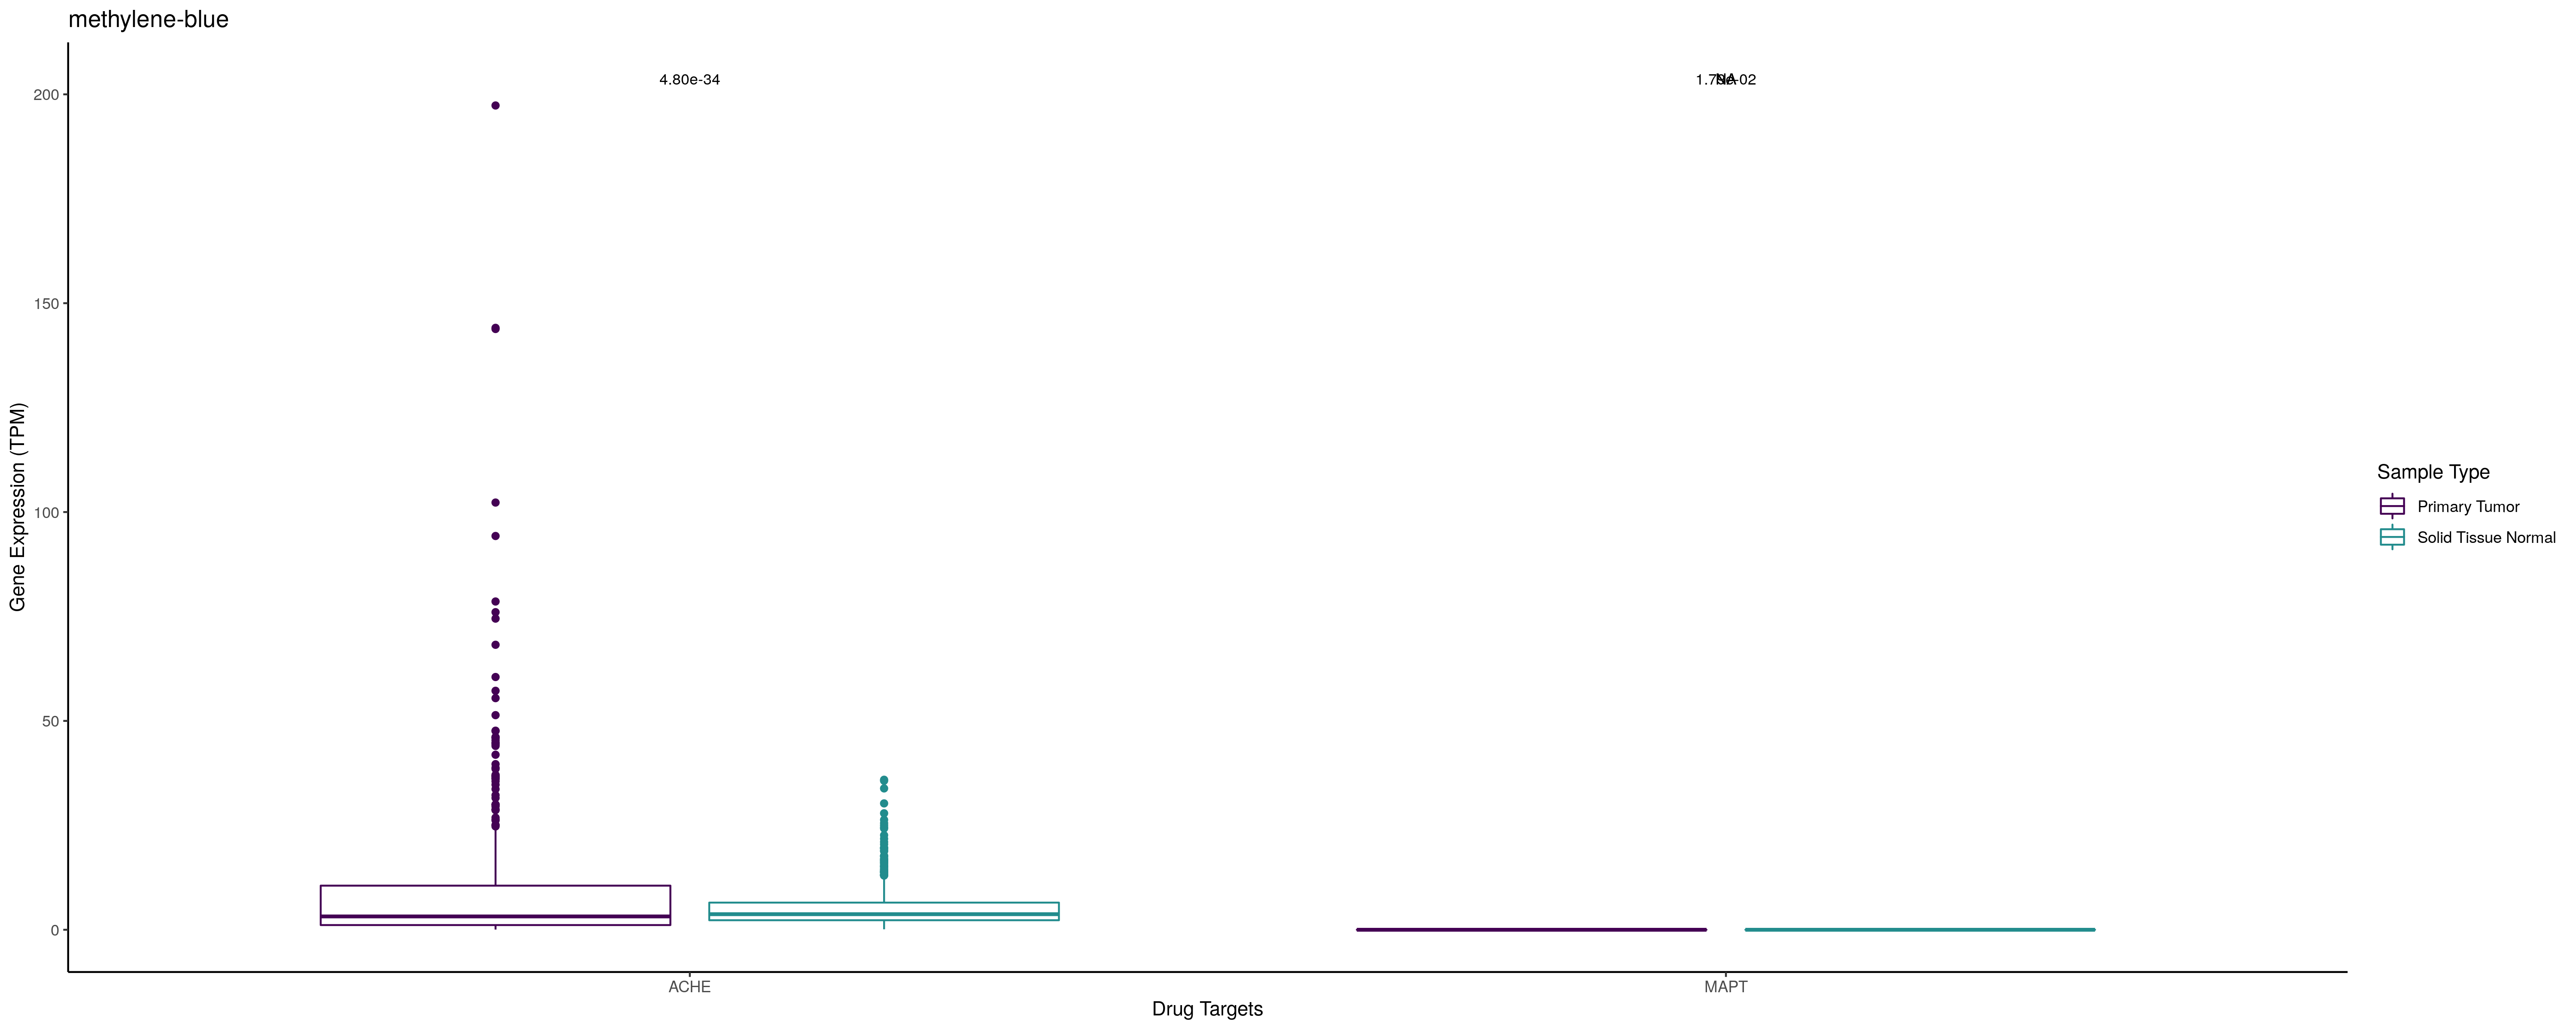 methylene-blue
4.80e-34
NA
200
150
100
50
0
Gene Expression (TPM)
ACHE
MAPT
Drug Targets
Sample Type
Primary Tumor
Solid Tissue Normal